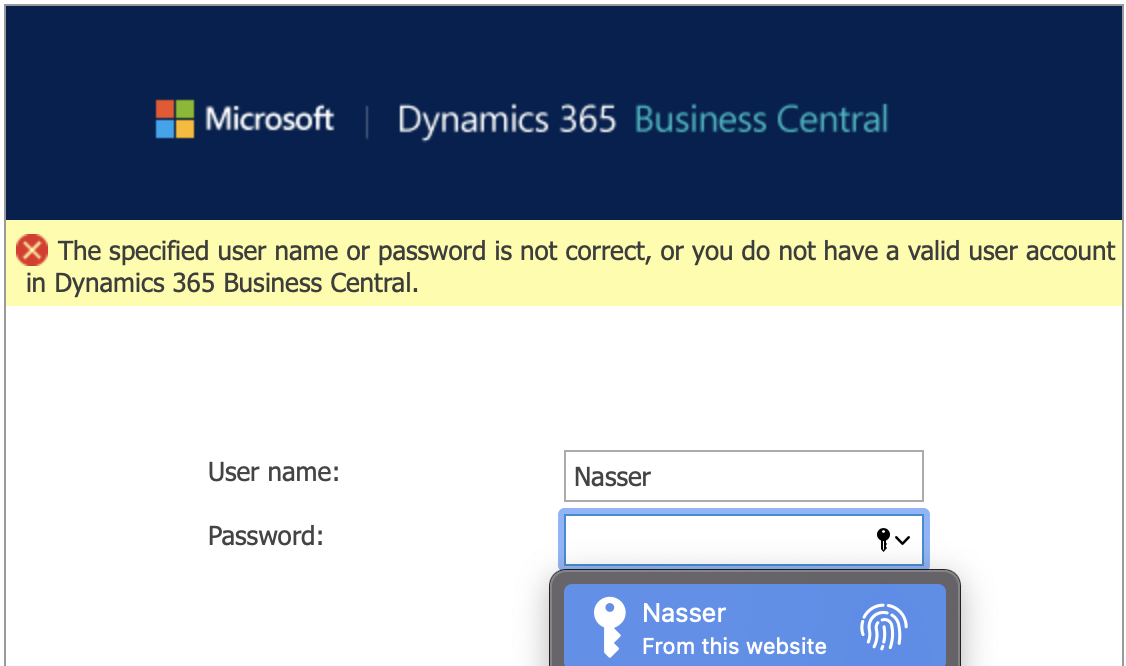 Microsoft | Dynamics 365 Business Central
The specified user name or password is not correct, or you do not have a valid user account
in Dynamics 365 Business Central.
User name: Nasser
Password:
Nasser
From this website